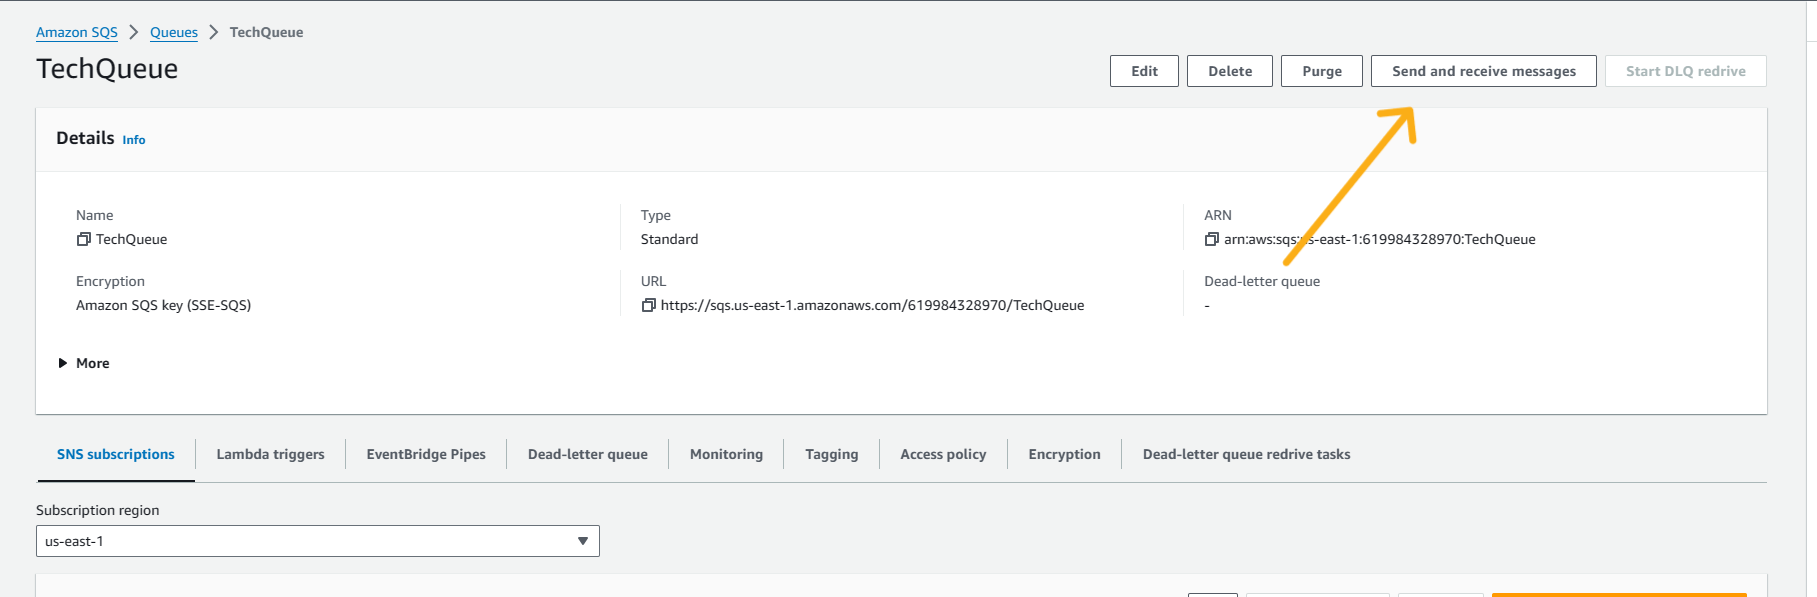 Amazon SQS > Queues > TechQueue
TechQueue
Edit Delete Purge Send and receive messages Start DLQ redrive
Details Info
Name Type ARN
TechQueue Standard arn:aws:sqs:us-east-1:619984328970:TechQueue
Encryption URL Dead-letter queue
Amazon SQS key (SSE-SQS) https://sqs.us-east-1.amazonaws.com/619984328970/TechQueue -
More
SNS subscriptions Lambda triggers EventBridge Pipes Dead-letter queue Monitoring Tagging Access policy Encryption Dead-letter queue redrive tasks
Subscription region
us-east-1